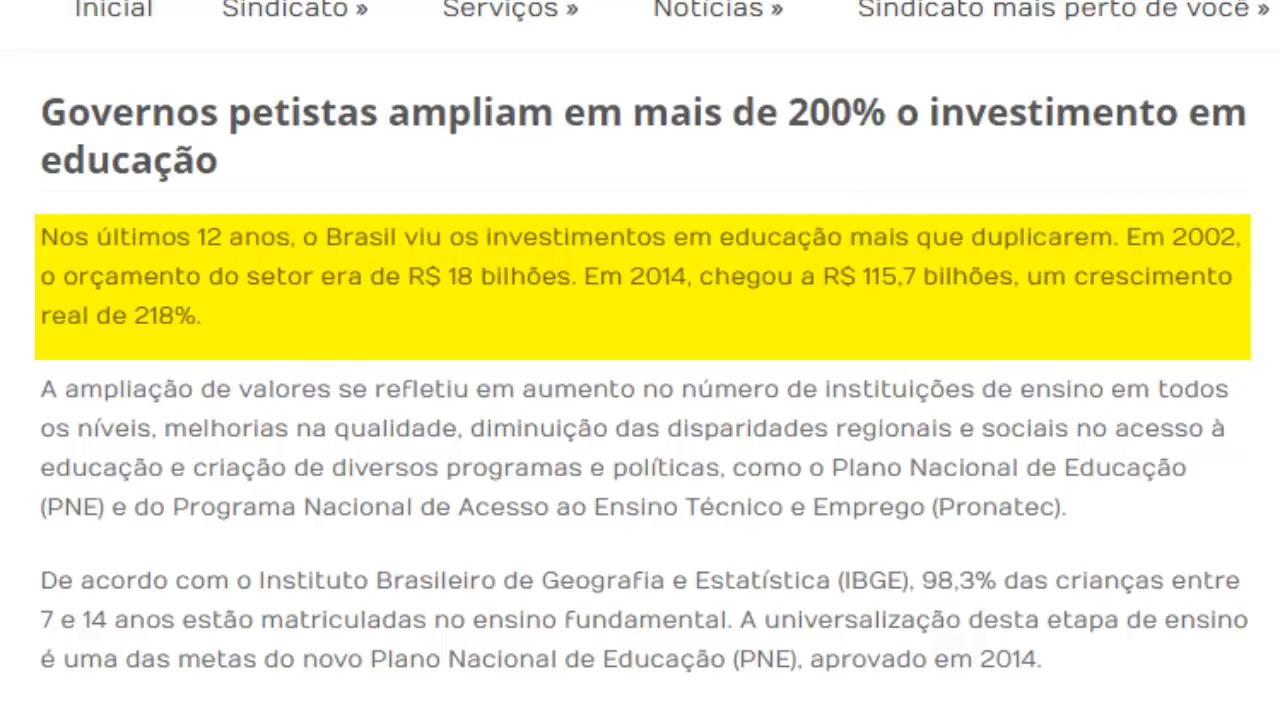 Inicial Sindicato » Serviços » Notícias » Sindicato mais perto de você »
Governos petistas ampliam em mais de 200% o investimento em
educação
Nos últimos 12 anos, o Brasil viu os investimentos em educação mais que duplicarem. Em 2002,
o orçamento do setor era de R$ 18 bilhões. Em 2014, chegou a R$ 115,7 bilhões, um crescimento
real de 218%.
A ampliação de valores se refletiu em aumento no número de instituições de ensino em todos
os níveis, melhorias na qualidade, diminuição das disparidades regionais e sociais no acesso à
educação e criação de diversos programas e políticas, como o Plano Nacional de Educação
(PNE) e do Programa Nacional de Acesso ao Ensino Técnico e Emprego (Pronatec).
De acordo com o Instituto Brasileiro de Geografia e Estatística (IBGE), 98,3% das crianças entre
7 e 14 anos estão matriculadas no ensino fundamental. A universalização desta etapa de ensino
é uma das metas do novo Plano Nacional de Educação (PNE), aprovado em 2014.